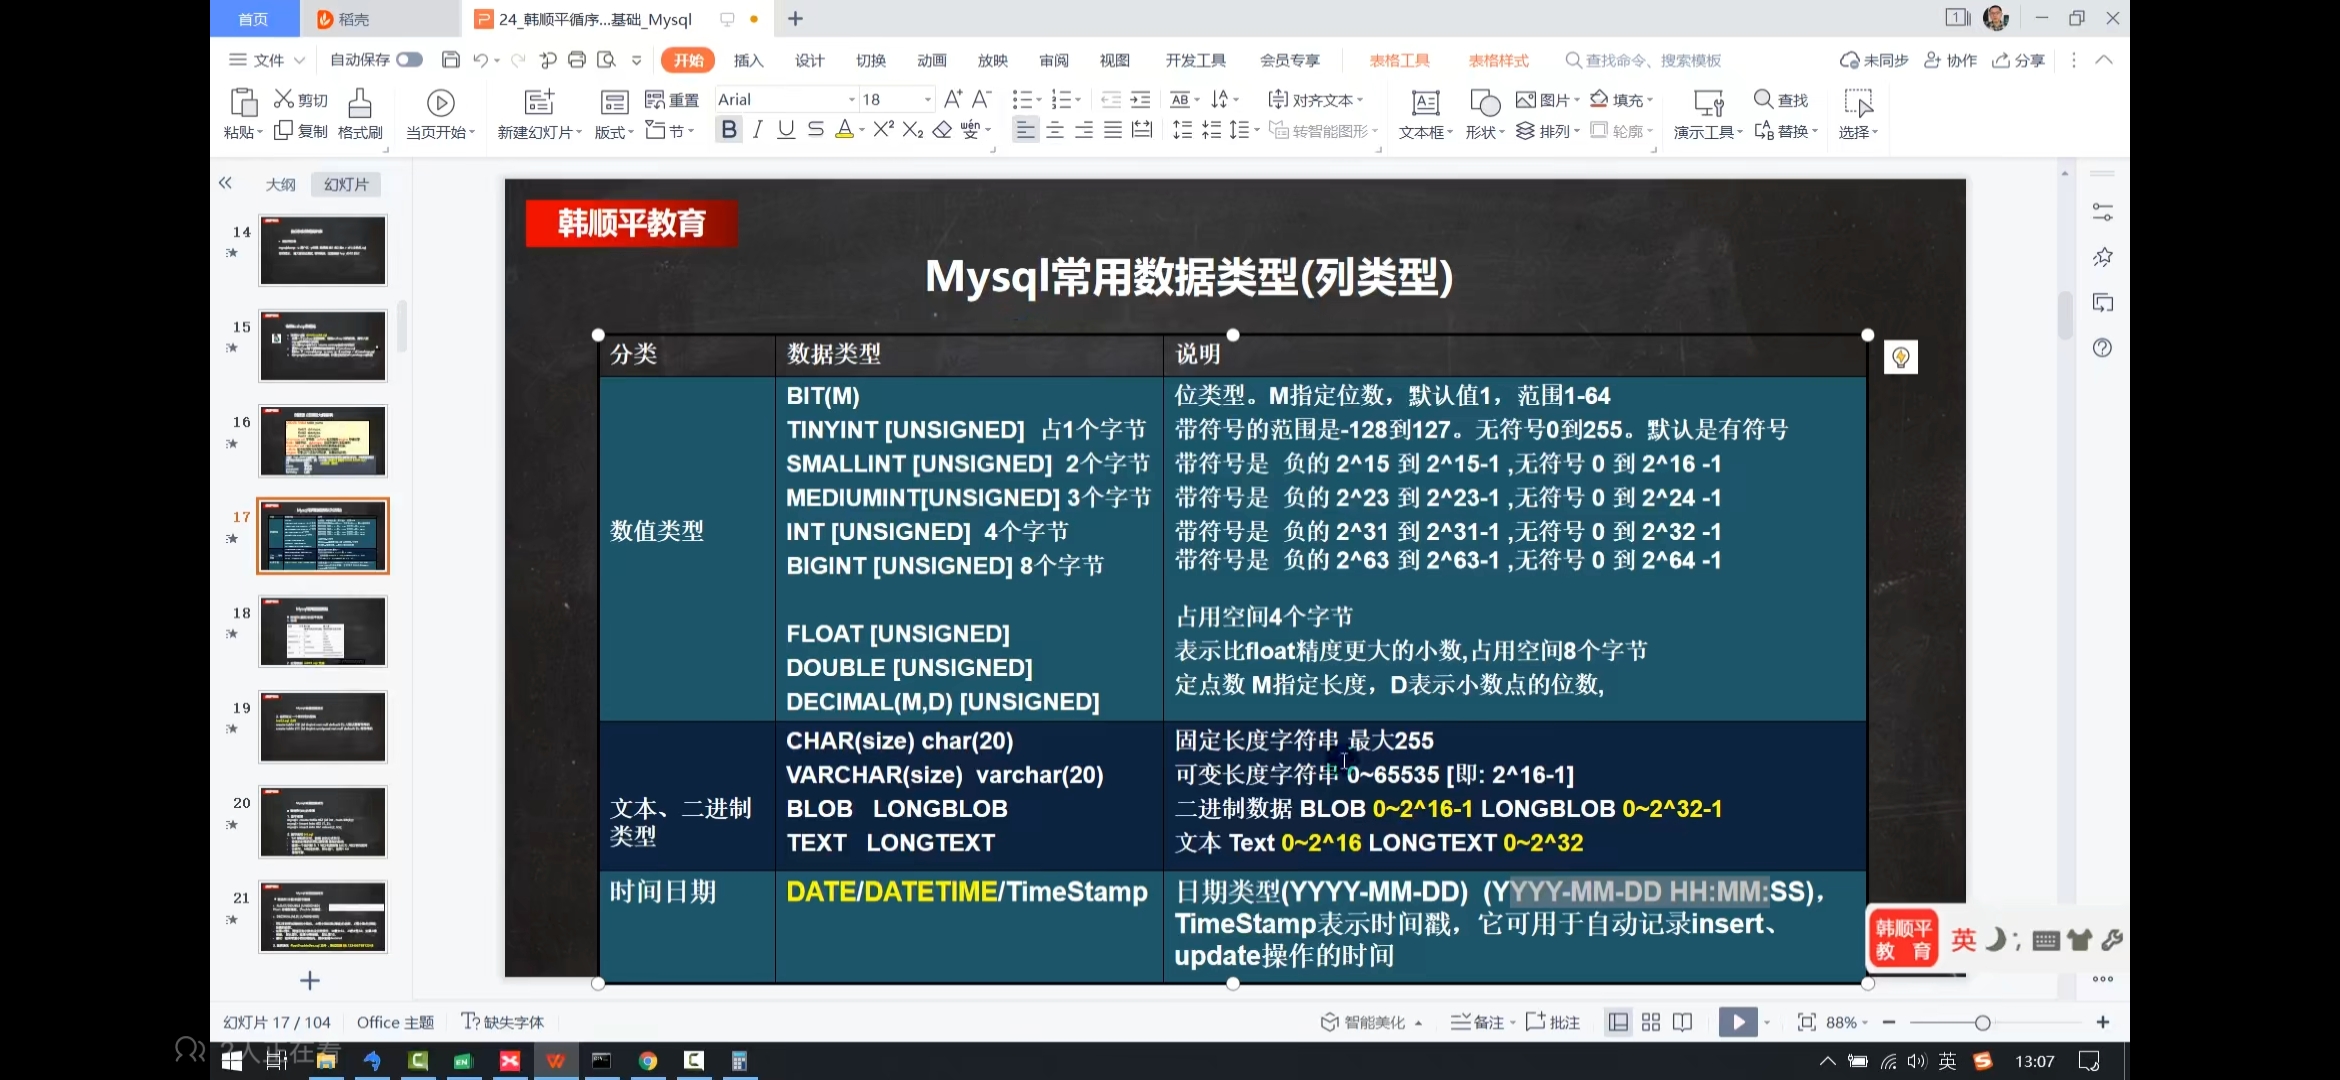 首页
稻壳
24_韩顺平循序...基础_Mysql
文件
自动保存
开始
插入
设计
切换
动画
放映
审阅
视图
开发工具
会员专享
表格工具
表格样式
查找命令、搜索模板
未同步
协作
分享
粘贴
剪切
复制
格式刷
当页开始
新建幻灯片
版式
重置
节
Arial
18
对齐文本
转智能图形
文本框
形状
图片
排列
填充
轮廓
演示工具
查找
替换
选择
大纲
幻灯片
14
15
16
17
18
19
20
21
韩顺平教育
Mysql常用数据类型(列类型)
分类
数据类型
说明
数值类型
BIT(M)
TINYINT [UNSIGNED] 占1个字节
SMALLINT [UNSIGNED] 2个字节
MEDIUMINT[UNSIGNED] 3个字节
INT [UNSIGNED] 4个字节
BIGINT [UNSIGNED] 8个字节
FLOAT [UNSIGNED]
DOUBLE [UNSIGNED]
DECIMAL(M,D) [UNSIGNED]
位类型。M指定位数，默认值1，范围1-64
带符号的范围是-128到127。无符号0到255。默认是有符号
带符号是 负的 2^15 到 2^15-1 ,无符号 0 到 2^16 -1
带符号是 负的 2^23 到 2^23-1 ,无符号 0 到 2^24 -1
带符号是 负的 2^31 到 2^31-1 ,无符号 0 到 2^32 -1
带符号是 负的 2^63 到 2^63-1 ,无符号 0 到 2^64 -1
占用空间4个字节
表示比float精度更大的小数,占用空间8个字节
定点数 M指定长度，D表示小数点的位数,
文本、二进制
类型
CHAR(size) char(20)
VARCHAR(size) varchar(20)
BLOB LONGBLOB
TEXT LONGTEXT
固定长度字符串 最大255
可变长度字符串 0~65535 [即: 2^16-1]
二进制数据 BLOB 0~2^16-1 LONGBLOB 0~2^32-1
文本 Text 0~2^16 LONGTEXT 0~2^32
时间日期
DATE/DATETIME/TimeStamp
日期类型(YYYY-MM-DD) (YYYY-MM-DD HH:MM:SS)，
TimeStamp表示时间戳，它可用于自动记录insert、
update操作的时间
韩顺平
教 育
英
幻灯片 17 / 104
Office 主题
缺失字体
智能美化
备注
批注
88%
2人正在看
英
13:07